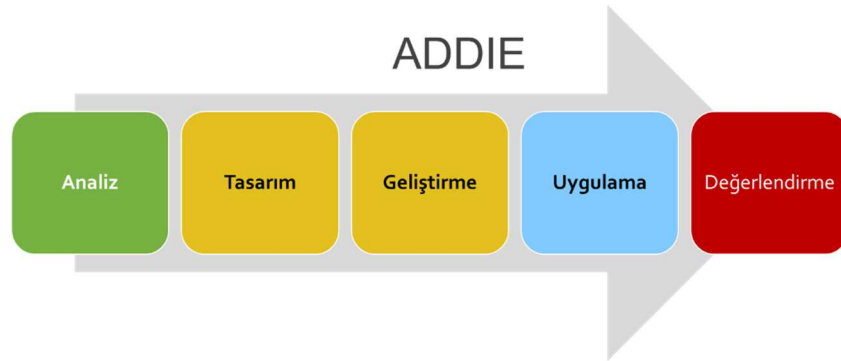 ADDIE
Analiz
Tasarım
Geliştirme
Uygulama
Değerlendirme